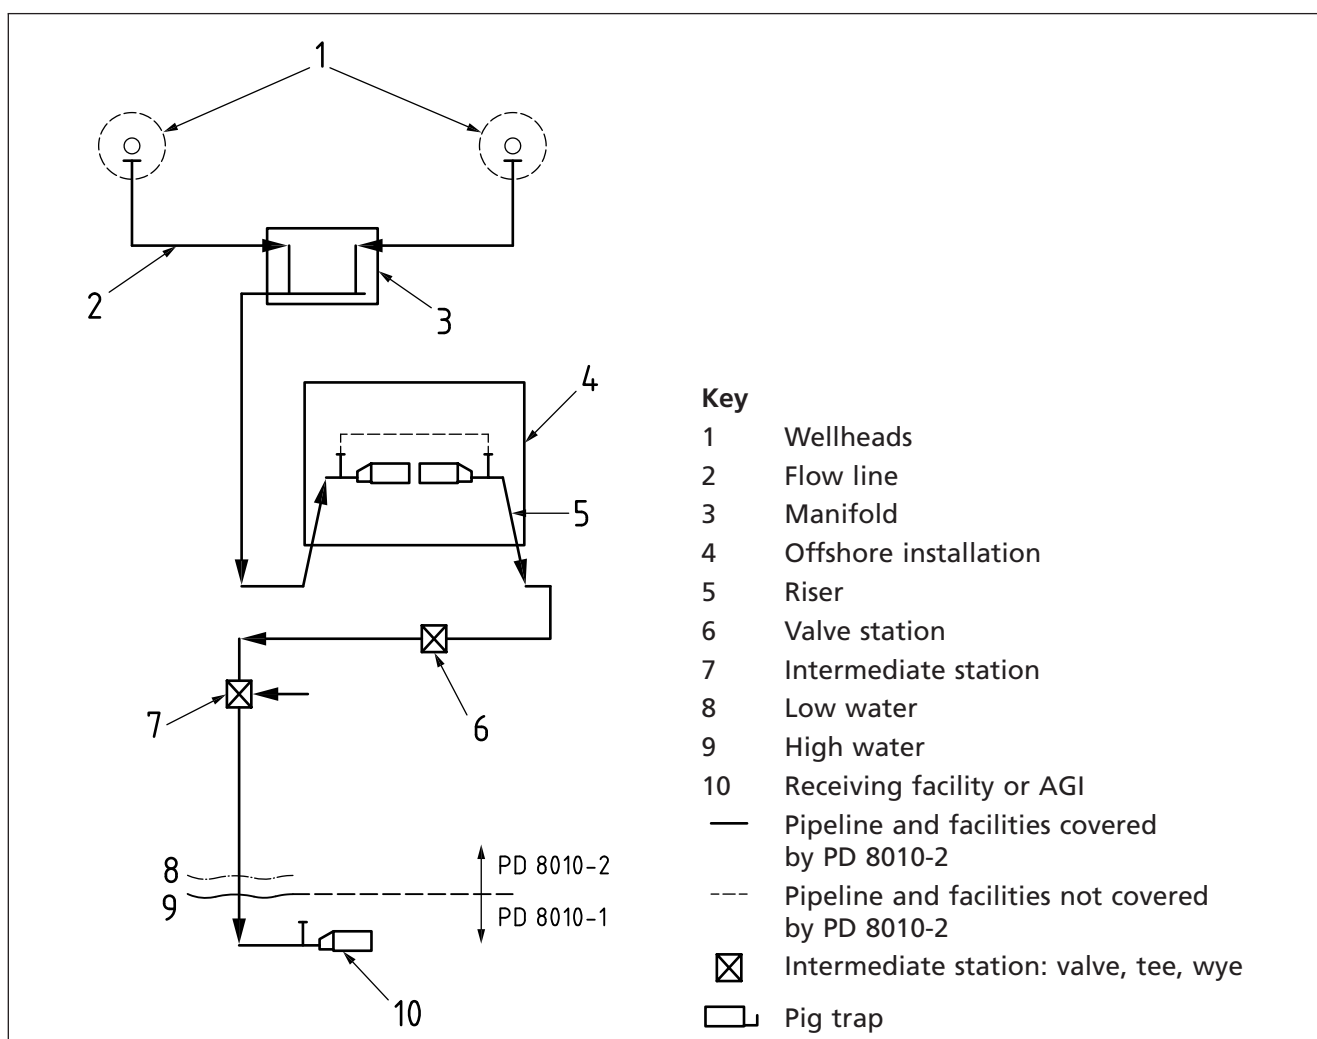 1
2
3
4
5
6
7
8
9
10
PD 8010-2
PD 8010-1
Key
1 Wellheads
2 Flow line
3 Manifold
4 Offshore installation
5 Riser
6 Valve station
7 Intermediate station
8 Low water
9 High water
10 Receiving facility or AGI
Pipeline and facilities covered
by PD 8010-2
Pipeline and facilities not covered
by PD 8010-2
Intermediate station: valve, tee, wye
Pig trap